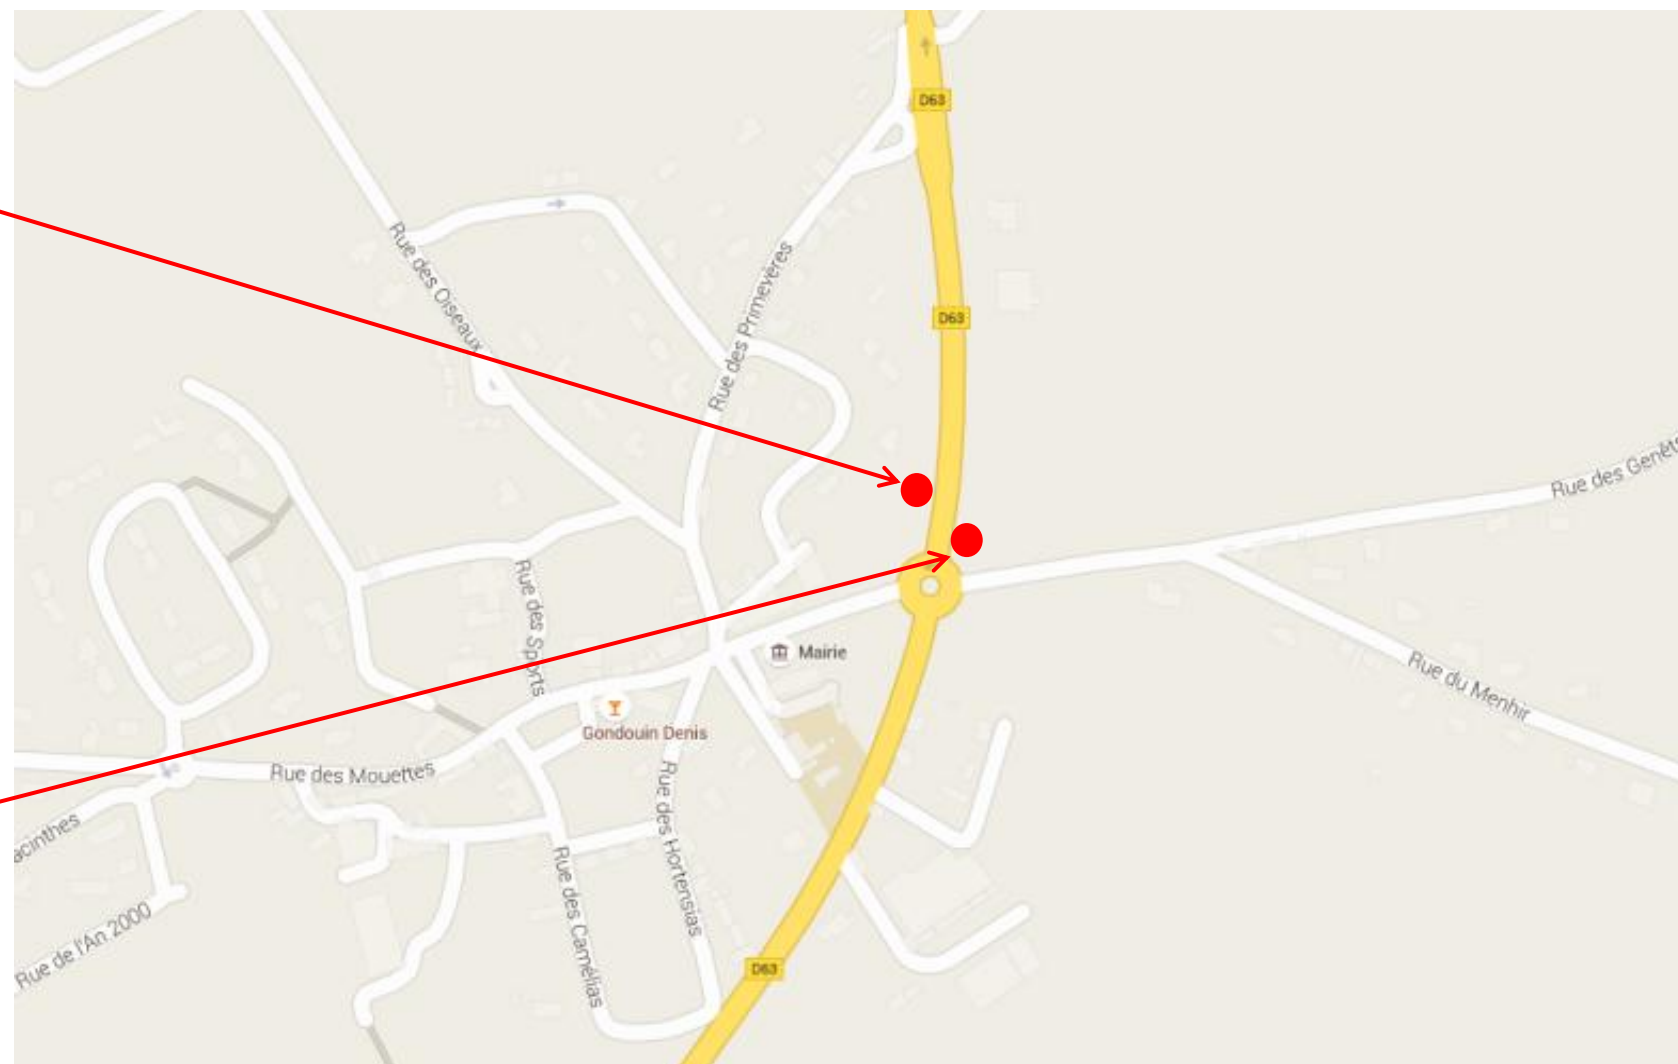 D63
Rue des Oiseaux
Rue des Primevères
D63
Rue des Genêts
Rue des Sports
Mairie
Rue du Menhir
Gondouin Denis
Rue des Mouettes
Rue des Hortensias
acinthes
Rue des Camélias
Rue de l'An 2000
D63